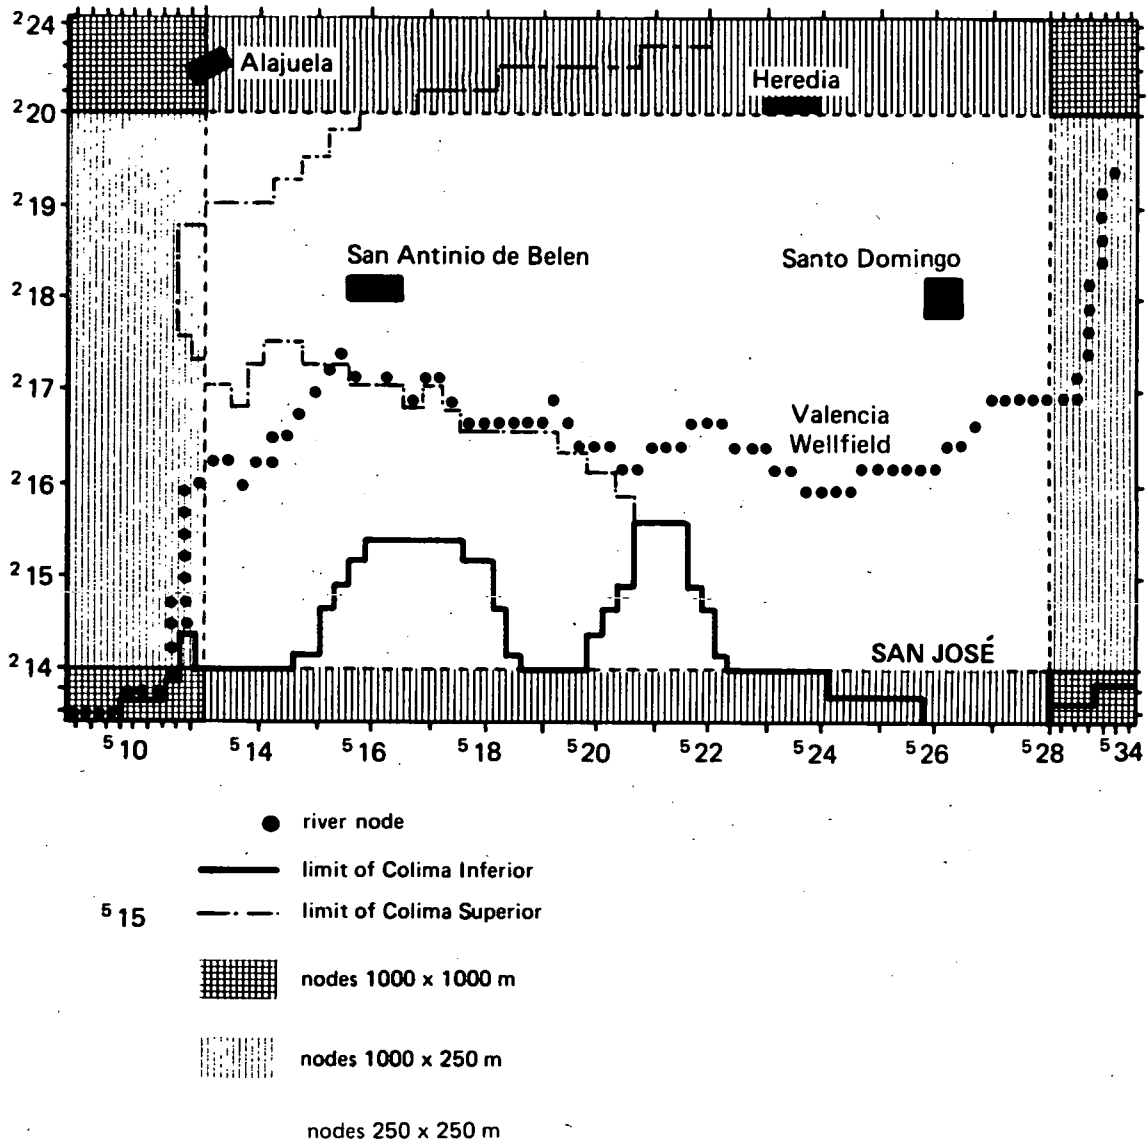 2 24
Alajuela
Heredia
2 20
2 19
San Antinio de Belen
Santo Domingo
2 18
2 17
Valencia
Wellfield
2 16
2 15
SAN JOSÉ
2 14
5 10 5 14 5 16 5 18 5 20 5 22 5 24 5 26 5 28 5 34
river node
limit of Colima Inferior
5 15
limit of Colima Superior
nodes 1000 x 1000 m
nodes 1000 x 250 m
nodes 250 x 250 m